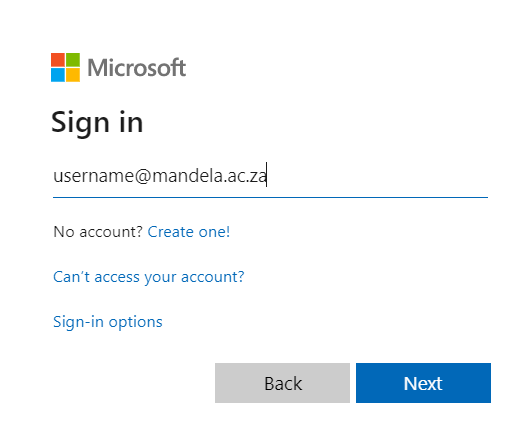 Microsoft
Sign in
username@mandela.ac.za
No account? Create one!
Can't access your account?
Sign-in options
Back Next